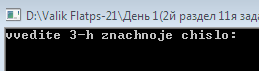 D:\Valik Flatps-21\День 1(2й раздел 11я зада
vvedite 3-h znachnoje chislo: